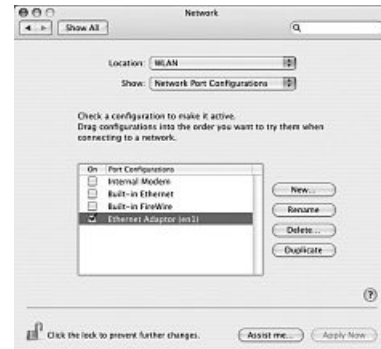 Network
Show All
Location: WLAN
Show: Network Port Configurations
Check a configuration to make it active.
Drag configurations into the order you want to try them when
connecting to a network.
On Port Configurations
Internal Modem
Built-in Ethernet
Built-in FireWire
Ethernet Adaptor (en1)
New...
Rename
Delete...
Duplicate
?
Click the lock to prevent further changes.
Assist me...
Apply Now